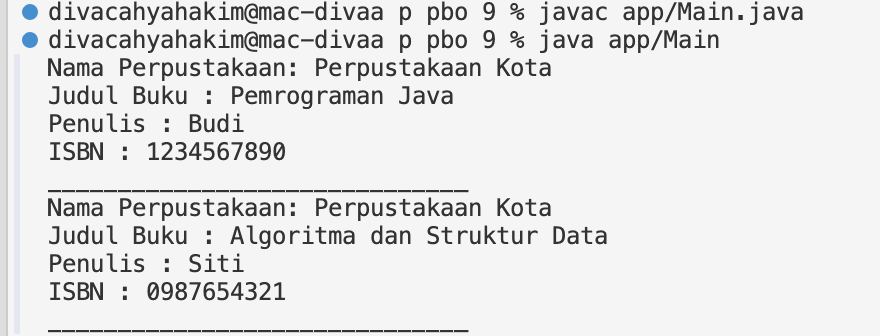 divacahyahakim@mac-divaa p pbo 9 % javac app/Main.java
divacahyahakim@mac-divaa p pbo 9 % java app/Main
Nama Perpustakaan: Perpustakaan Kota
Judul Buku : Pemrograman Java
Penulis : Budi
ISBN : 1234567890
______________________________
Nama Perpustakaan: Perpustakaan Kota
Judul Buku : Algoritma dan Struktur Data
Penulis : Siti
ISBN : 0987654321
______________________________